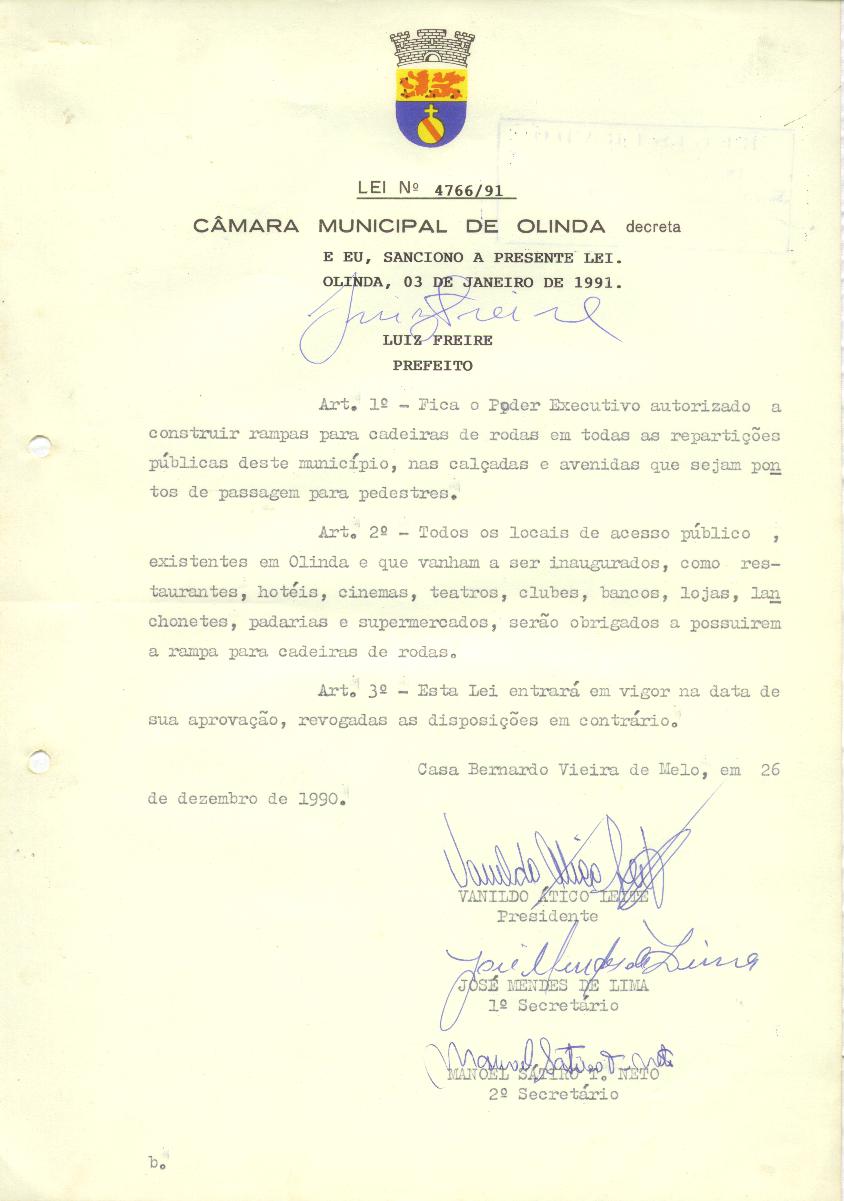 LEI Nº 4766/91
CÂMARA MUNICIPAL DE OLINDA decreta
E EU, SANCIONO A PRESENTE LEI.
OLINDA, 03 DE JANEIRO DE 1991.
Luiz Freire
LUIZ FREIRE
PREFEITO
Art. 1º - Fica o Poder Executivo autorizado a
construir rampas para cadeiras de rodas em todas as repartições
públicas deste município, nas calçadas e avenidas que sejam pon
tos de passagem para pedestres.
Art. 2º - Todos os locais de acesso público ,
existentes em Olinda e que vanham a ser inaugurados, como res-
taurantes, hotéis, cinemas, teatros, clubes, bancos, lojas, lan
chonetes, padarias e supermercados, serão obrigados a possuirem
a rampa para cadeiras de rodas.
Art. 3º - Esta Lei entrará em vigor na data de
sua aprovação, revogadas as disposições em contrário.
Casa Bernardo Vieira de Melo, em 26
de dezembro de 1990.
Vanildo Ático Leite
VANILDO ÁTICO LEITE
Presidente
José Mendes de Lima
JOSÉ MENDES DE LIMA
1º Secretário
Manoel Sátiro T. Neto
MANOEL SÁTIRO T. NETO
2º Secretário
b.